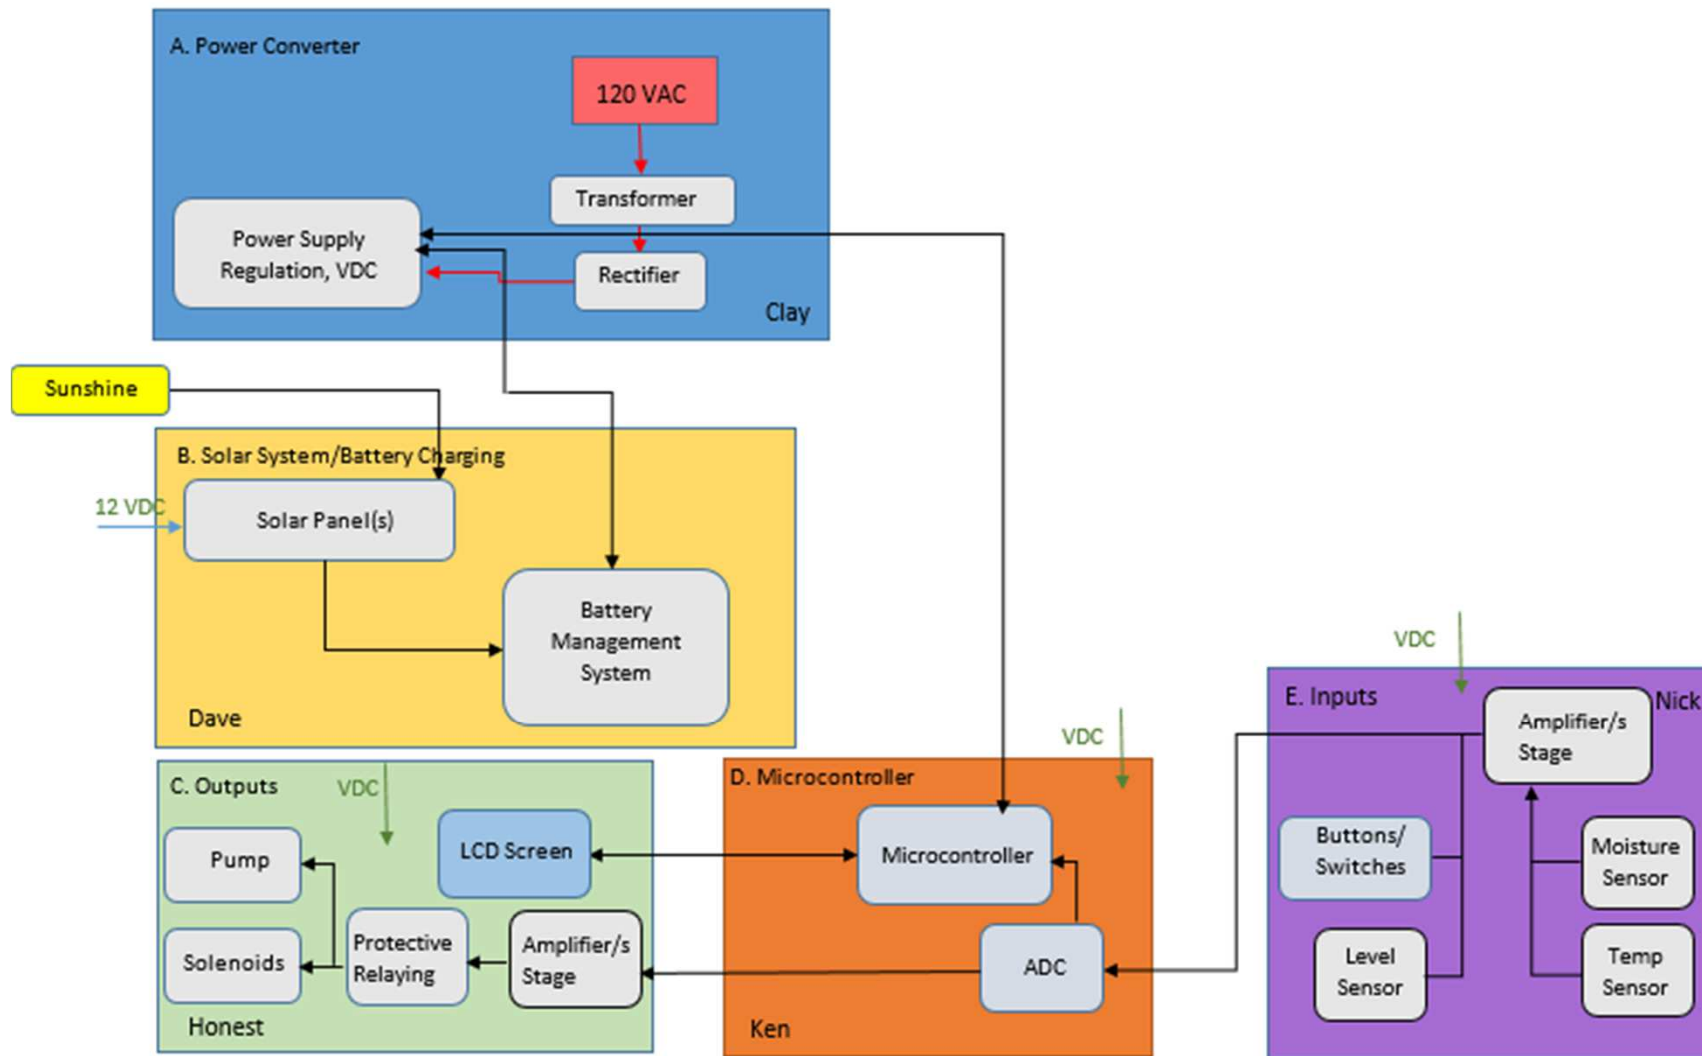 A. Power Converter
120 VAC
Transformer
Power Supply
Regulation, VDC
Rectifier
Clay
Sunshine
B. Solar System/Battery Charging
12 VDC
Solar Panel(s)
Battery
Management
System
Dave
C. Outputs
VDC
Pump
LCD Screen
Solenoids
Protective
Relaying
Amplifier/s
Stage
Honest
VDC
D. Microcontroller
Microcontroller
ADC
Ken
VDC
E. Inputs
Nick
Amplifier/s
Stage
Buttons/
Switches
Moisture
Sensor
Level
Sensor
Temp
Sensor